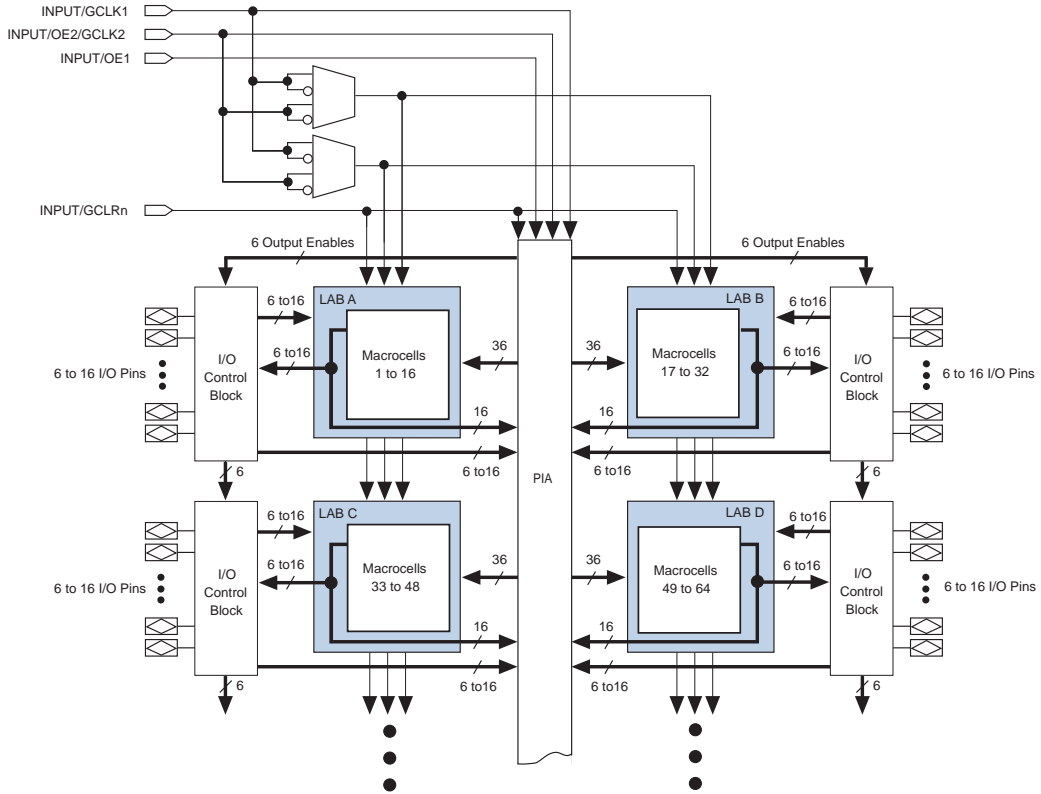 INPUT/GCLK1
INPUT/OE2/GCLK2
INPUT/OE1
INPUT/GCLRn
6 Output Enables
6 Output Enables
LAB A
LAB B
6 to16
6 to16
6 to 16 I/O Pins
I/O
Control
Block
6 to16
Macrocells
1 to 16
36
36
Macrocells
17 to 32
6 to16
I/O
Control
Block
6 to 16 I/O Pins
16
16
6 to16
6 to16
PIA
6
6
LAB C
LAB D
6 to16
6 to16
6 to 16 I/O Pins
I/O
Control
Block
6 to16
Macrocells
33 to 48
36
36
Macrocells
49 to 64
6 to16
I/O
Control
Block
6 to 16 I/O Pins
16
16
6 to16
6 to16
6
6